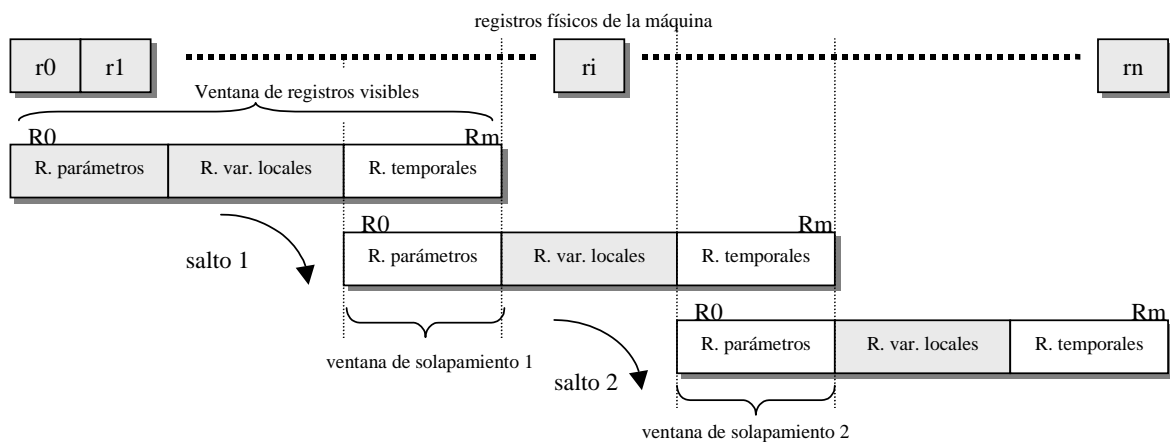 registros físicos de la máquina
r0 r1 ri rn
Ventana de registros visibles
R0 Rm
R. parámetros R. var. locales R. temporales
R0 Rm
salto 1 R. parámetros R. var. locales R. temporales
R0 Rm
ventana de solapamiento 1
R. parámetros R. var. locales R. temporales
salto 2
ventana de solapamiento 2